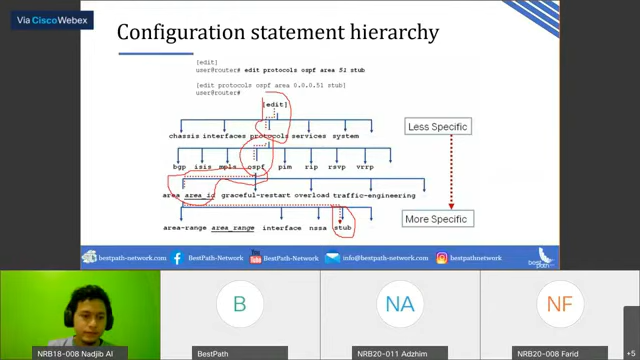 Via CiscoWebex
Configuration statement hierarchy
[edit]
user@router# edit protocols ospf area 51 stub
[edit protocols ospf area 0.0.0.51 stub]
user@router#
[edit]
chassis interfaces protocols services system
bgp isis mpls ospf pim rip rsvp vrrp
area area_id graceful-restart overload traffic-engineering
area-range area_range interface nssa stub
Less Specific
More Specific
bestpath-network.com
BestPath-Network
BestPath-Network
info@bestpath-network.com
bestpathnetwork
B
NA
NF
NRB18-008 Nadjib Al
BestPath
NRB20-011 Adzhim
NRB20-008 Farid
+5